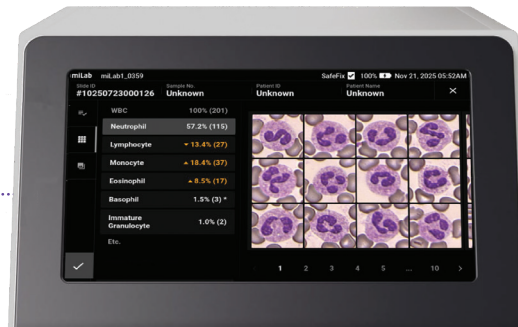 miLab miLab1_0359 SafeFix 100% Nov 21, 2025 05:52AM
Slide ID Sample No. Patient ID Patient Name
#10250723000126 Unknown Unknown Unknown
WBC 100% (201)
Neutrophil 57.2% (115)
Lymphocyte ▾ 13.4% (27)
Monocyte ▴ 18.4% (37)
Eosinophil ▴ 8.5% (17)
Basophil 1.5% (3) *
Immature
Granulocyte 1.0% (2)
Etc.
1 2 3 4 5 ... 10 >